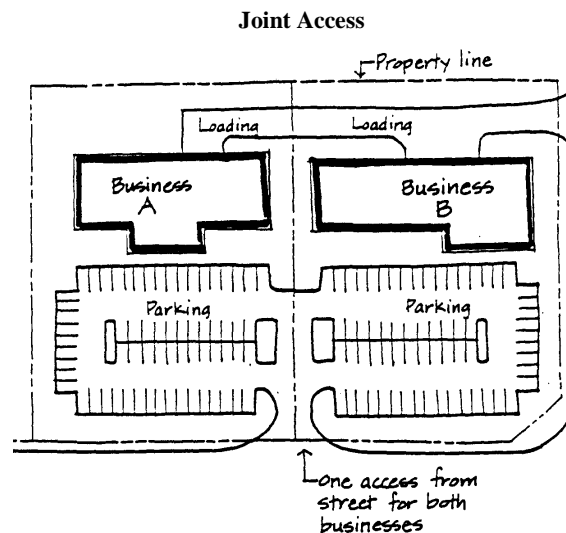 Joint Access
Property line
Loading
Loading
Business
A
Business
B
Parking
Parking
One access from
street for both
businesses